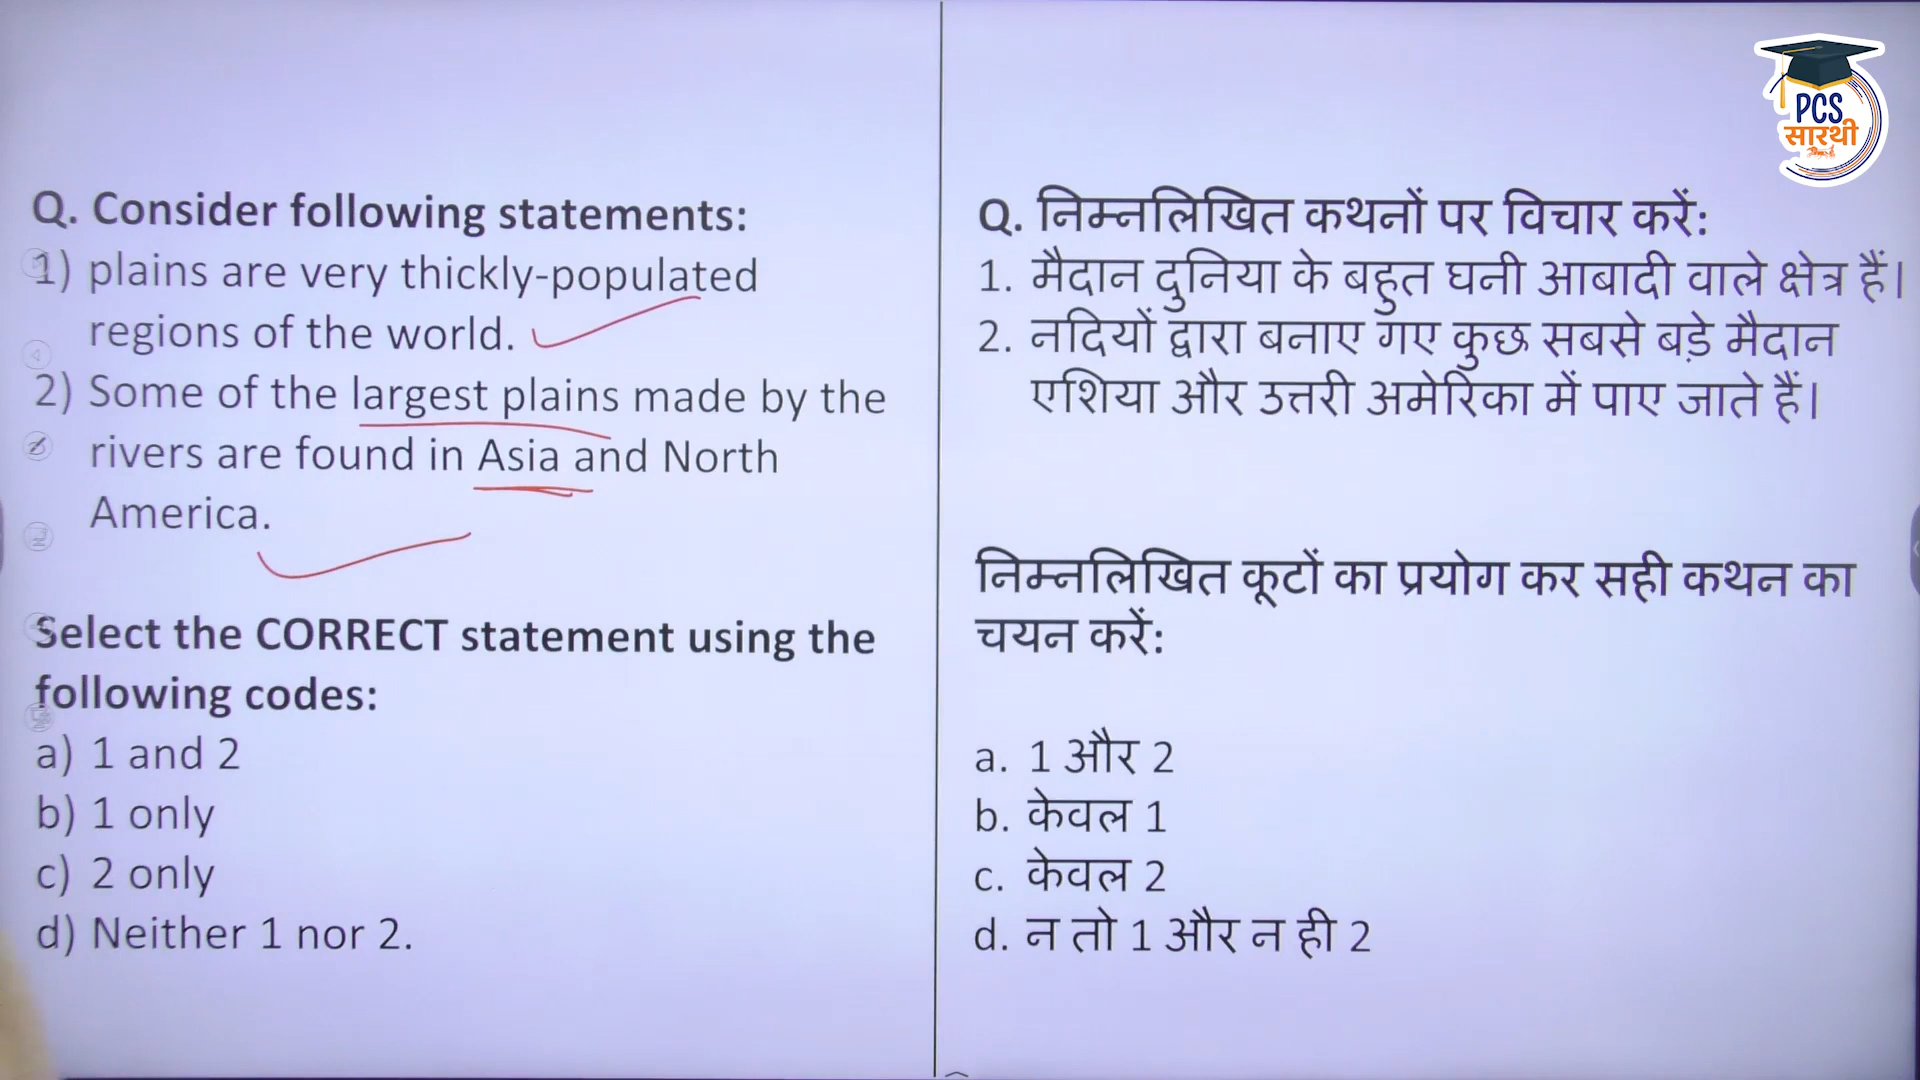 PCS
सारथी
Q. Consider following statements:
1) plains are very thickly-populated
regions of the world.
2) Some of the largest plains made by the
rivers are found in Asia and North
America.
Select the CORRECT statement using the
following codes:
a) 1 and 2
b) 1 only
c) 2 only
d) Neither 1 nor 2.
Q. निम्नलिखित कथनों पर विचार करें:
1. मैदान दुनिया के बहुत घनी आबादी वाले क्षेत्र हैं।
2. नदियों द्वारा बनाए गए कुछ सबसे बड़े मैदान
एशिया और उत्तरी अमेरिका में पाए जाते हैं।
निम्नलिखित कूटों का प्रयोग कर सही कथन का
चयन करें:
a. 1 और 2
b. केवल 1
c. केवल 2
d. न तो 1 और न ही 2